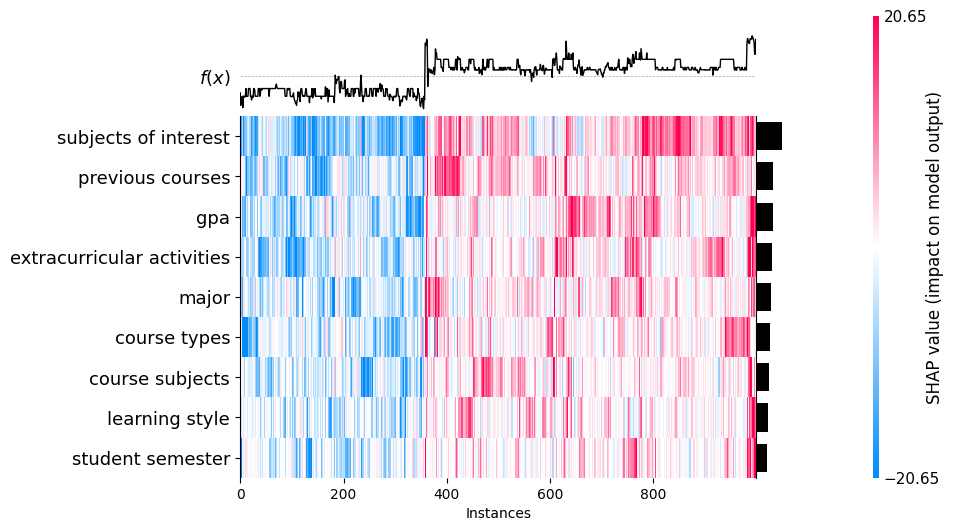 20.65
f(x)
subjects of interest
previous courses
gpa
extracurricular activities
major
course types
course subjects
learning style
student semester
0 200 400 600 800
Instances
SHAP value (impact on model output)
−20.65